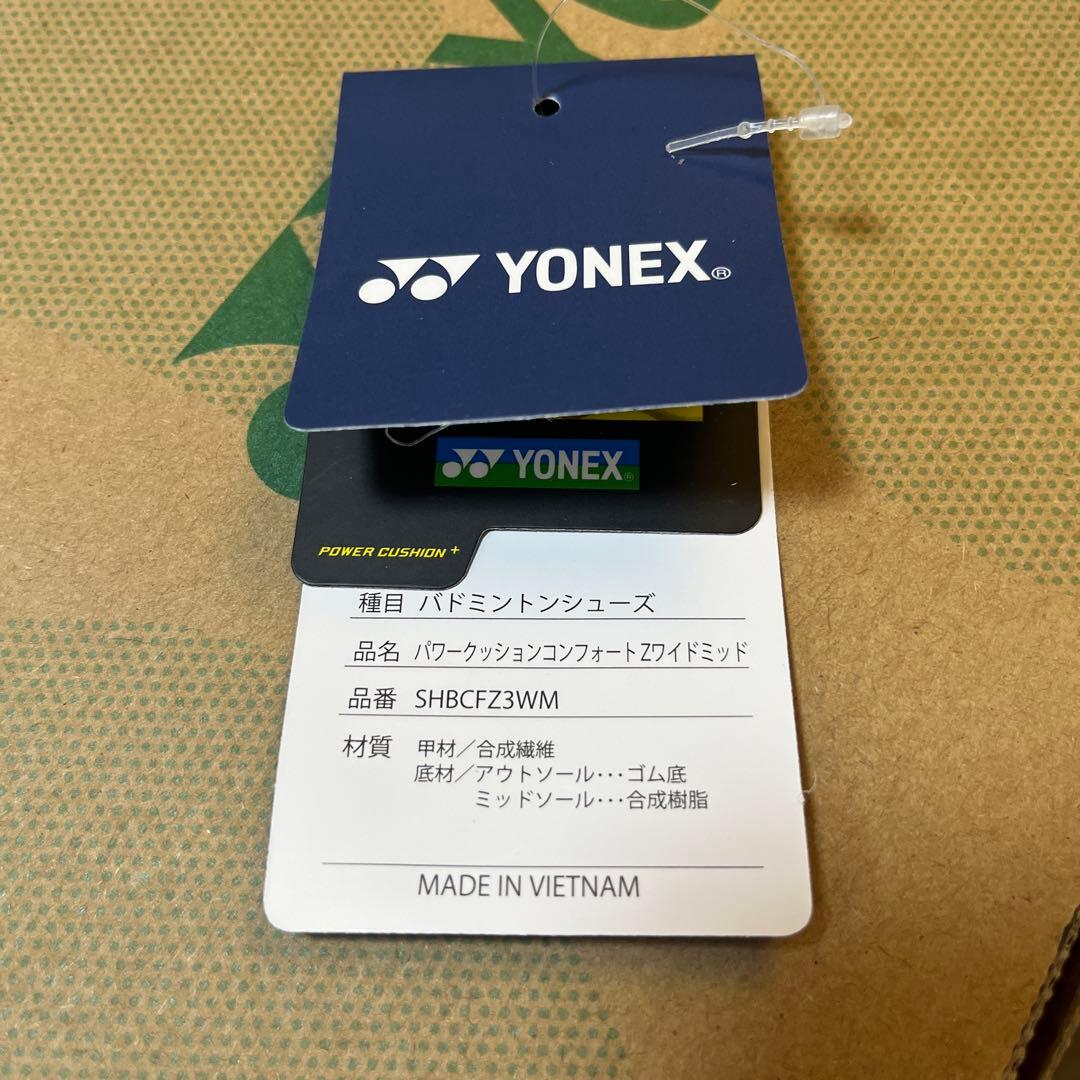 YONEX®
YONEX®
POWER CUSHION +
種目 バドミントンシューズ
品名 パワークッションコンフォートZワイドミッド
品番 SHBCFZ3WM
材質 甲材／合成繊維
底材／アウトソール･･･ゴム底
ミッドソール･･･合成樹脂
MADE IN VIETNAM